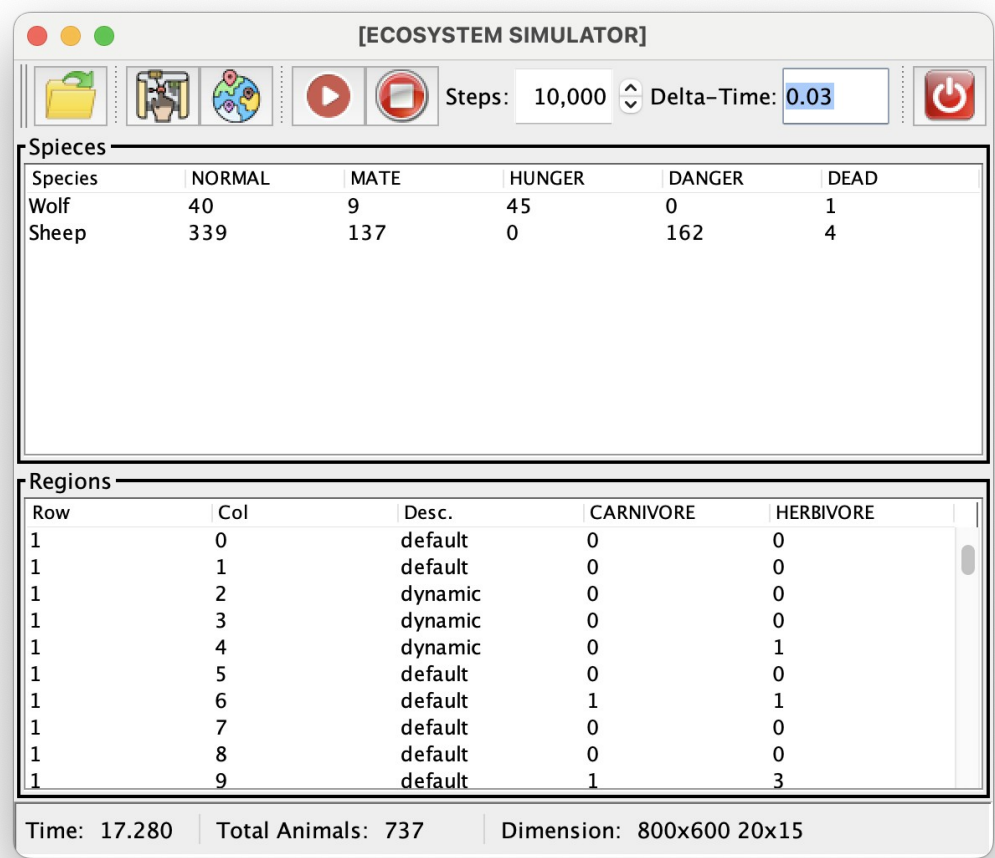 [ECOSYSTEM SIMULATOR]
Steps: 10,000 Delta-Time: 0.03
Spieces
Species NORMAL MATE HUNGER DANGER DEAD
Wolf 40 9 45 0 1
Sheep 339 137 0 162 4
Regions
Row Col Desc. CARNIVORE HERBIVORE
1 0 default 0 0
1 1 default 0 0
1 2 dynamic 0 0
1 3 dynamic 0 0
1 4 dynamic 0 1
1 5 default 0 0
1 6 default 1 1
1 7 default 0 0
1 8 default 0 0
1 9 default 1 3
Time: 17.280 Total Animals: 737 Dimension: 800x600 20x15